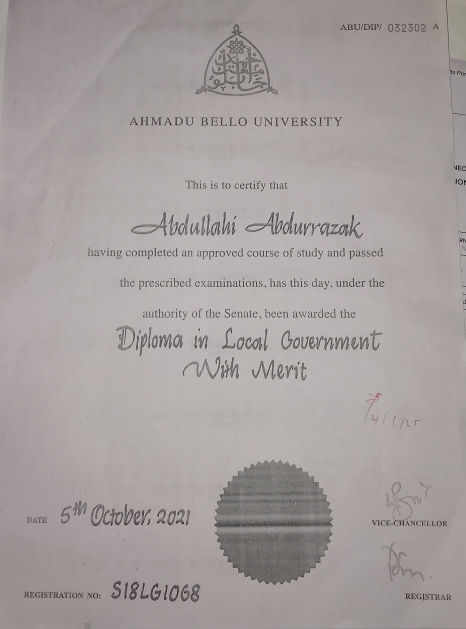 ABU/DIP/ 032302 A
AHMADU BELLO UNIVERSITY
This is to certify that
Abdullahi Abdurrazak
having completed an approved course of study and passed
the prescribed examinations, has this day, under the
authority of the Senate, been awarded the
Diploma in Local Government
With Merit
DATE 5th October, 2021
VICE-CHANCELLOR
REGISTRATION NO: S18LG1068
REGISTRAR